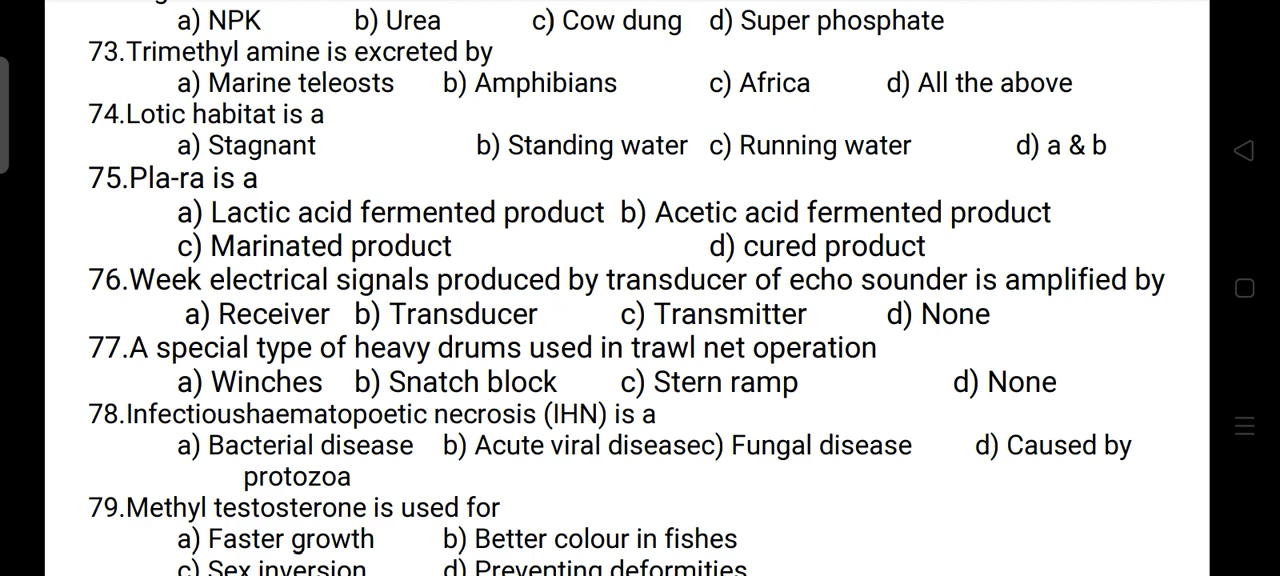 a) NPK b) Urea c) Cow dung d) Super phosphate
73.Trimethyl amine is excreted by
a) Marine teleosts b) Amphibians c) Africa d) All the above
74.Lotic habitat is a
a) Stagnant b) Standing water c) Running water d) a & b
75.Pla-ra is a
a) Lactic acid fermented product b) Acetic acid fermented product
c) Marinated product d) cured product
76.Week electrical signals produced by transducer of echo sounder is amplified by
a) Receiver b) Transducer c) Transmitter d) None
77.A special type of heavy drums used in trawl net operation
a) Winches b) Snatch block c) Stern ramp d) None
78.Infectioushaematopoetic necrosis (IHN) is a
a) Bacterial disease b) Acute viral diseasec) Fungal disease d) Caused by
protozoa
79.Methyl testosterone is used for
a) Faster growth b) Better colour in fishes
c) Sex inversion d) Preventing deformities